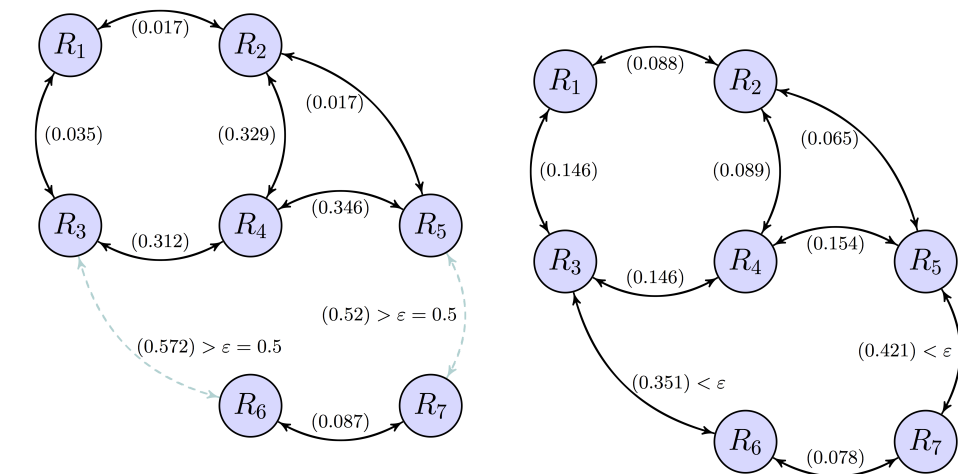 R1
(0.017)
R2
(0.017)
(0.035)
(0.329)
R3
(0.312)
R4
(0.346)
R5
(0.52) > ε = 0.5
(0.572) > ε = 0.5
R6
(0.087)
R7
R1
(0.088)
R2
(0.065)
(0.146)
(0.089)
R3
(0.146)
R4
(0.154)
R5
(0.421) < ε
(0.351) < ε
R6
(0.078)
R7